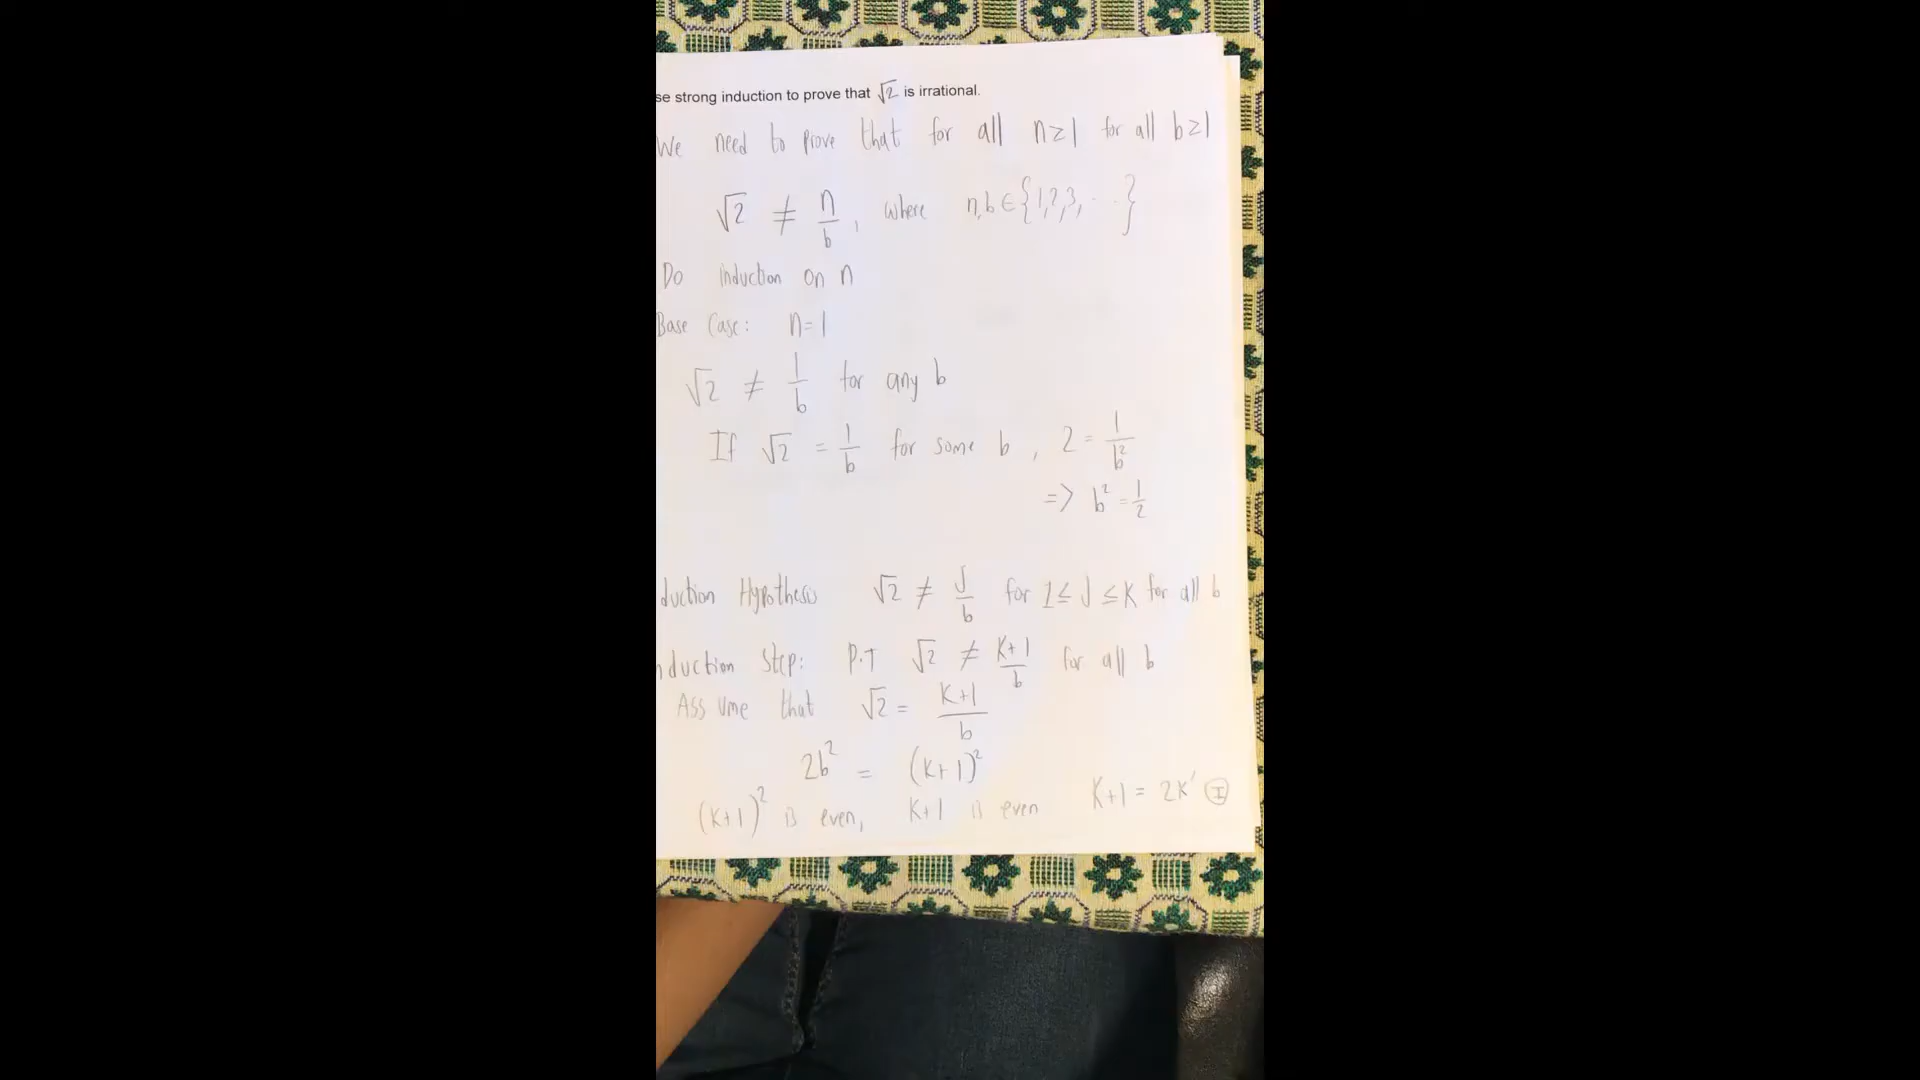 se strong induction to prove that √2 is irrational.
We need to prove that for all n≥1 for all b≥1
√2 ≠ n/b, where n,b ∈ {1,2,3, ...}
Do induction on n
Base Case: n=1
√2 ≠ 1/b for any b
If √2 = 1/b for some b, 2 = 1/b²
=> b² = 1/2
duction Hypothesis √2 ≠ J/b for 1≤ J ≤K for all b
nduction Step: P.T √2 ≠ K+1/b for all b
Assume that √2 = K+1/b
2b² = (K+1)²
(K+1)² is even, K+1 is even K+1 = 2K' Ⓘ